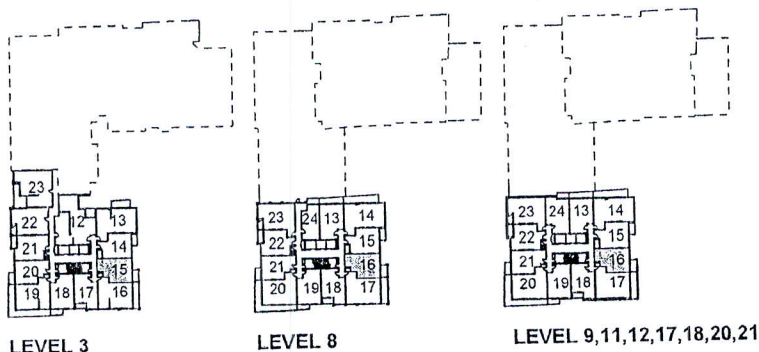 23
22 12 13
21 14
20 15
19 18 17 16
LEVEL 3
23 24 13 14
22 15
21 16
20 19 18 17
LEVEL 8
23 24 13 14
22 15
21 16
20 19 18 17
LEVEL 9,11,12,17,18,20,21